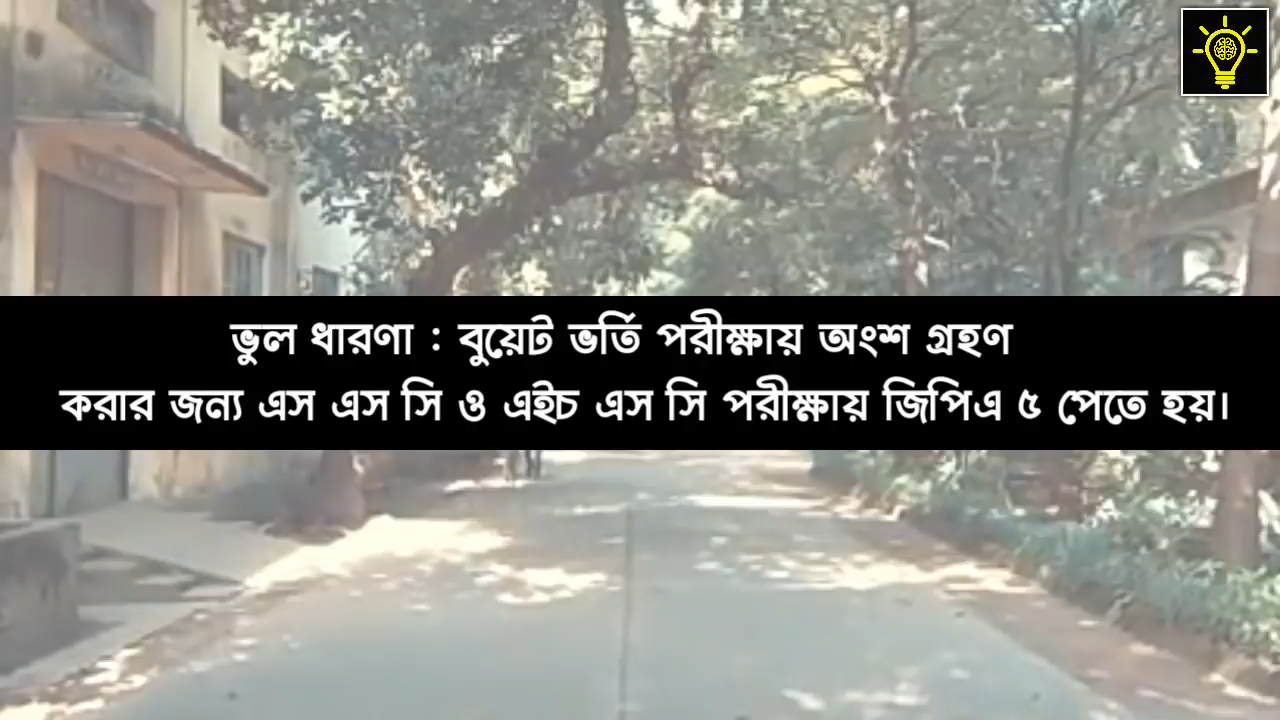 ভুল ধারণা : বুয়েট ভর্তি পরীক্ষায় অংশ গ্রহণ
করার জন্য এস এস সি ও এইচ এস সি পরীক্ষায় জিপিএ ৫ পেতে হয়।